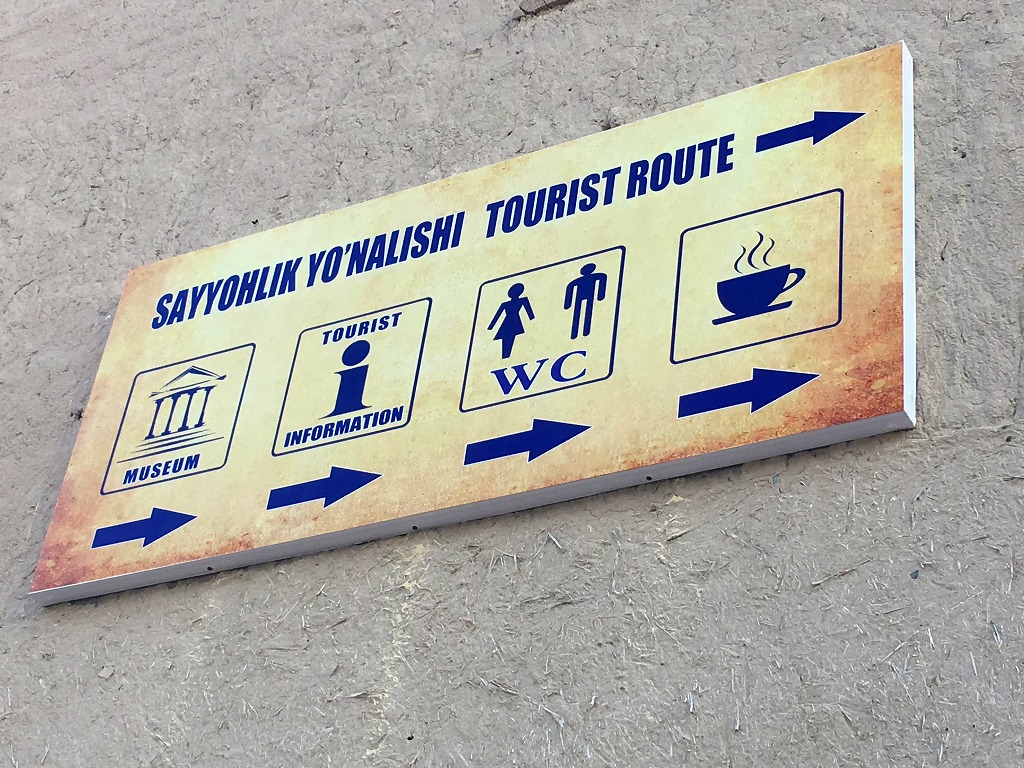 SAYYOHLIK YO'NALISHI TOURIST ROUTE
MUSEUM
TOURIST
INFORMATION
WC